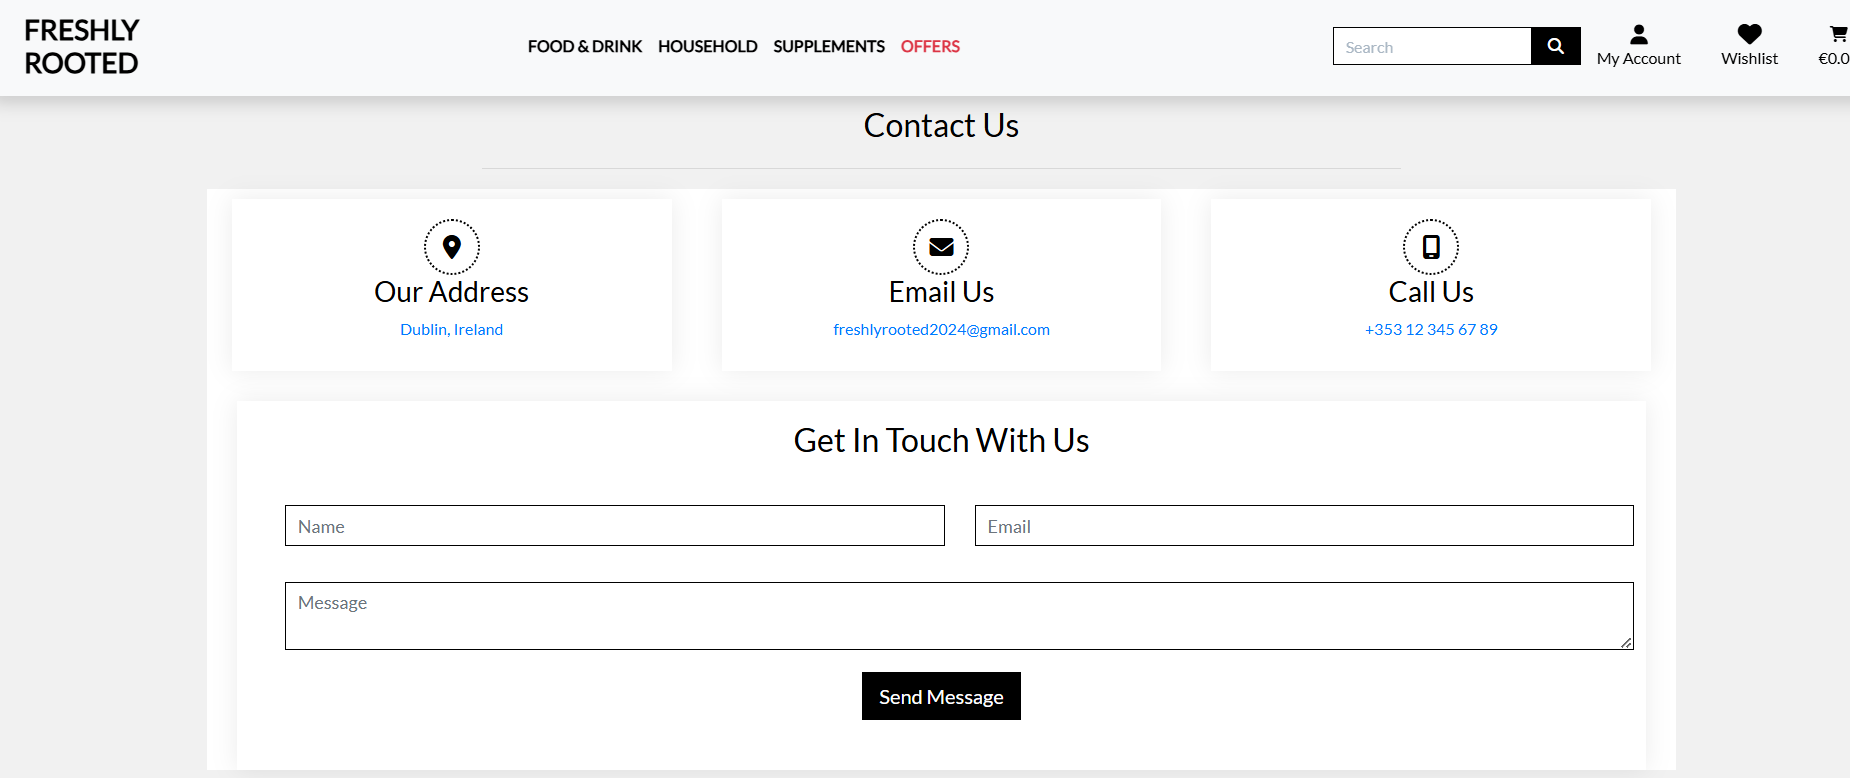 FRESHLY
ROOTED
FOOD & DRINK HOUSEHOLD SUPPLEMENTS OFFERS
Search
My Account
Wishlist
€0.0
Contact Us
Our Address
Dublin, Ireland
Email Us
freshlyrooted2024@gmail.com
Call Us
+353 12 345 67 89
Get In Touch With Us
Name
Email
Message
Send Message